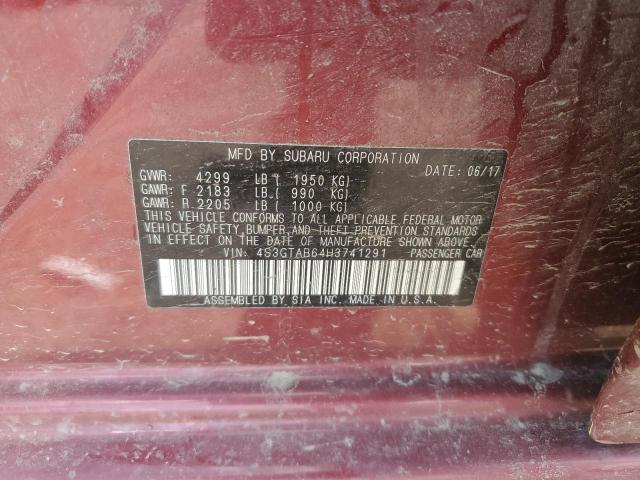 MFD BY SUBARU CORPORATION
GVWR: 4299 LB ( 1950 KG) DATE: 06/17
GAWR: F 2183 LB.( 990 KG)
GAWR: R 2205 LB ( 1000 KG)
THIS VEHICLE CONFORMS TO ALL APPLICABLE FEDERAL MOTOR
VEHICLE SAFETY, BUMPER, AND THEFT PREVENTION STANDARDS
IN EFFECT ON THE DATE OF MANUFACTURE SHOWN ABOVE.
VIN: 4S3GTAB64H3741291 PASSENGER CAR
ASSEMBLED BY SIA INC. IN U.S.A.